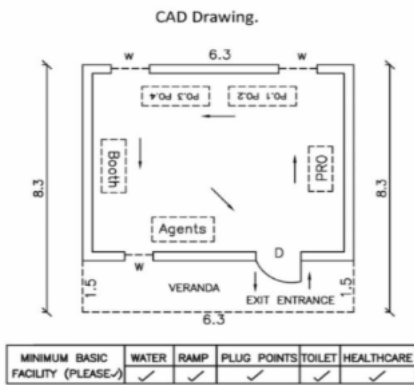 CAD Drawing.
W 6.3 W
PO.4 PO.3 PO.2 PO.1
8.3
Booth
PRO
8.3
Agents
W
D
1.5
VERANDA
EXIT ENTRANCE
1.5
6.3
MINIMUM BASIC FACILITY (PLEASE✓) WATER RAMP PLUG POINTS TOILET HEALTHCARE
✓ ✓ ✓ ✓ ✓